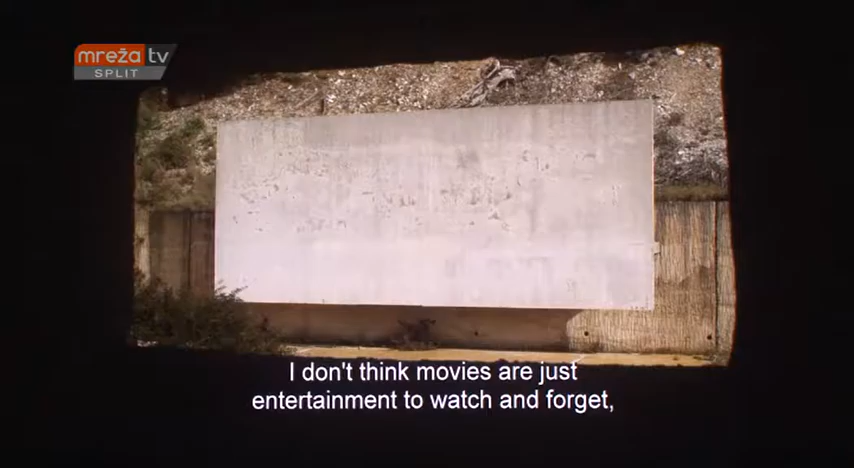 mreža tv
SPLIT
I don't think movies are just
entertainment to watch and forget,